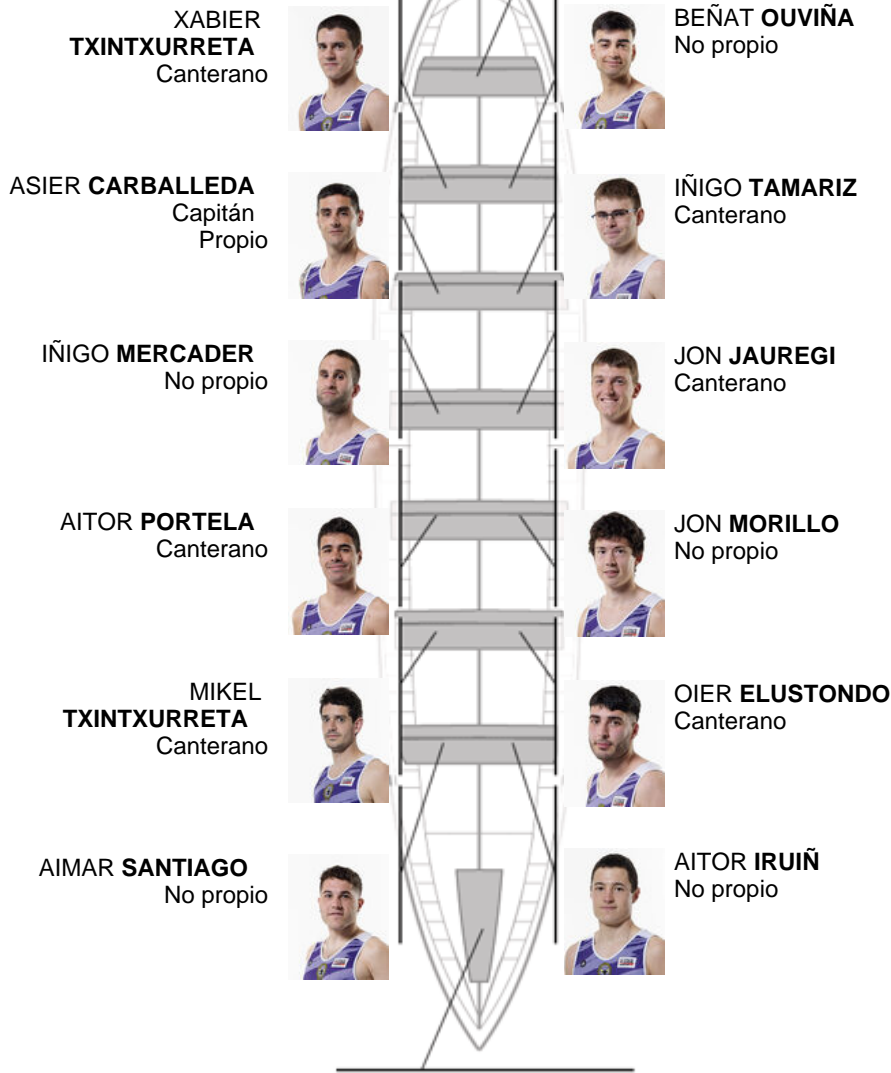 XABIER
TXINTXURRETA
Canterano
BEÑAT OUVIÑA
No propio
ASIER CARBALLEDA
Capitán
Propio
IÑIGO TAMARIZ
Canterano
IÑIGO MERCADER
No propio
JON JAUREGI
Canterano
AITOR PORTELA
Canterano
JON MORILLO
No propio
MIKEL
TXINTXURRETA
Canterano
OIER ELUSTONDO
Canterano
AIMAR SANTIAGO
No propio
AITOR IRUIÑ
No propio